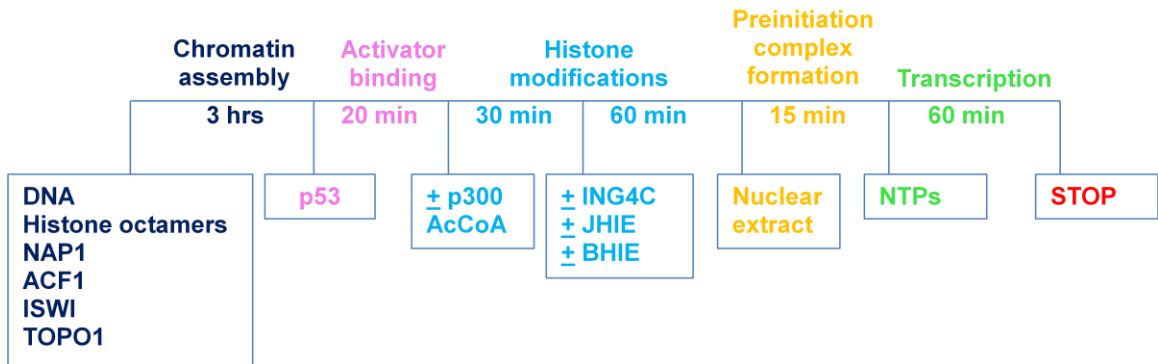 Chromatin
assembly
Activator
binding
Histone
modifications
Preinitiation
complex
formation
Transcription
3 hrs
20 min
30 min
60 min
15 min
60 min
DNA
Histone octamers
NAP1
ACF1
ISWI
TOPO1
p53
± p300
AcCoA
± ING4C
± JHIE
± BHIE
Nuclear
extract
NTPs
STOP